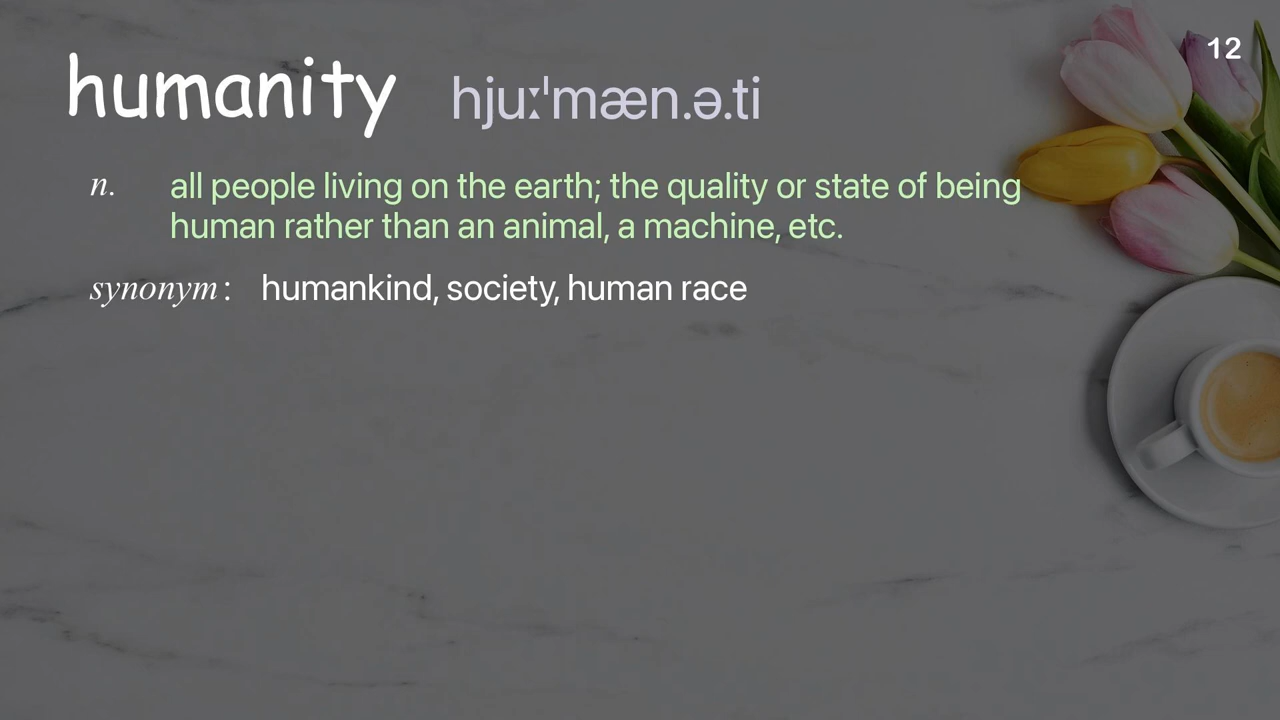 12
humanity hjuːˈmæn.ə.ti
n. all people living on the earth; the quality or state of being
human rather than an animal, a machine, etc.
synonym: humankind, society, human race